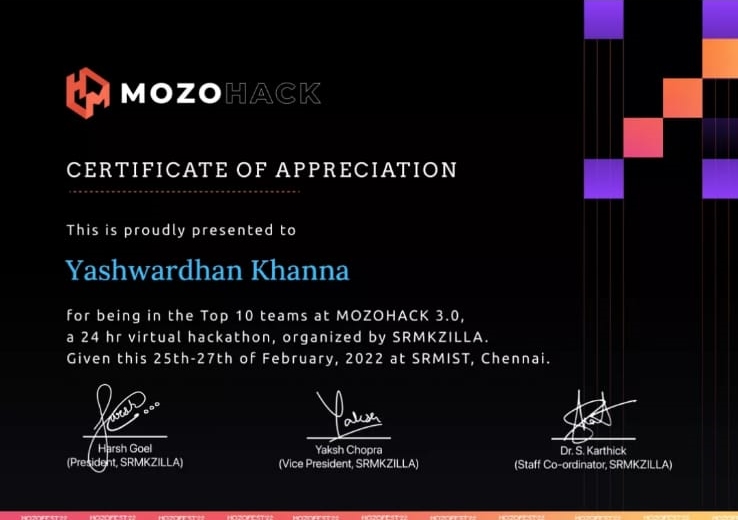 MOZOHACK
CERTIFICATE OF APPRECIATION
This is proudly presented to
Yashwardhan Khanna
for being in the Top 10 teams at MOZOHACK 3.0,
a 24 hr virtual hackathon, organized by SRMKZILLA.
Given this 25th-27th of February, 2022 at SRMIST, Chennai.
Harsh... Yaksh
Harsh Goel Yaksh Chopra Dr. S. Karthick
(President, SRMKZILLA) (Vice President, SRMKZILLA) (Staff Co-ordinator, SRMKZILLA)
MOZOFEST'22 MOZOFEST'22 MOZOFEST'22 MOZOFEST'22 MOZOFEST'22 MOZOFEST'22 MOZOFEST'22 MOZOFEST'22 MOZOFEST'22 MOZOFEST'22 MOZOFEST'22